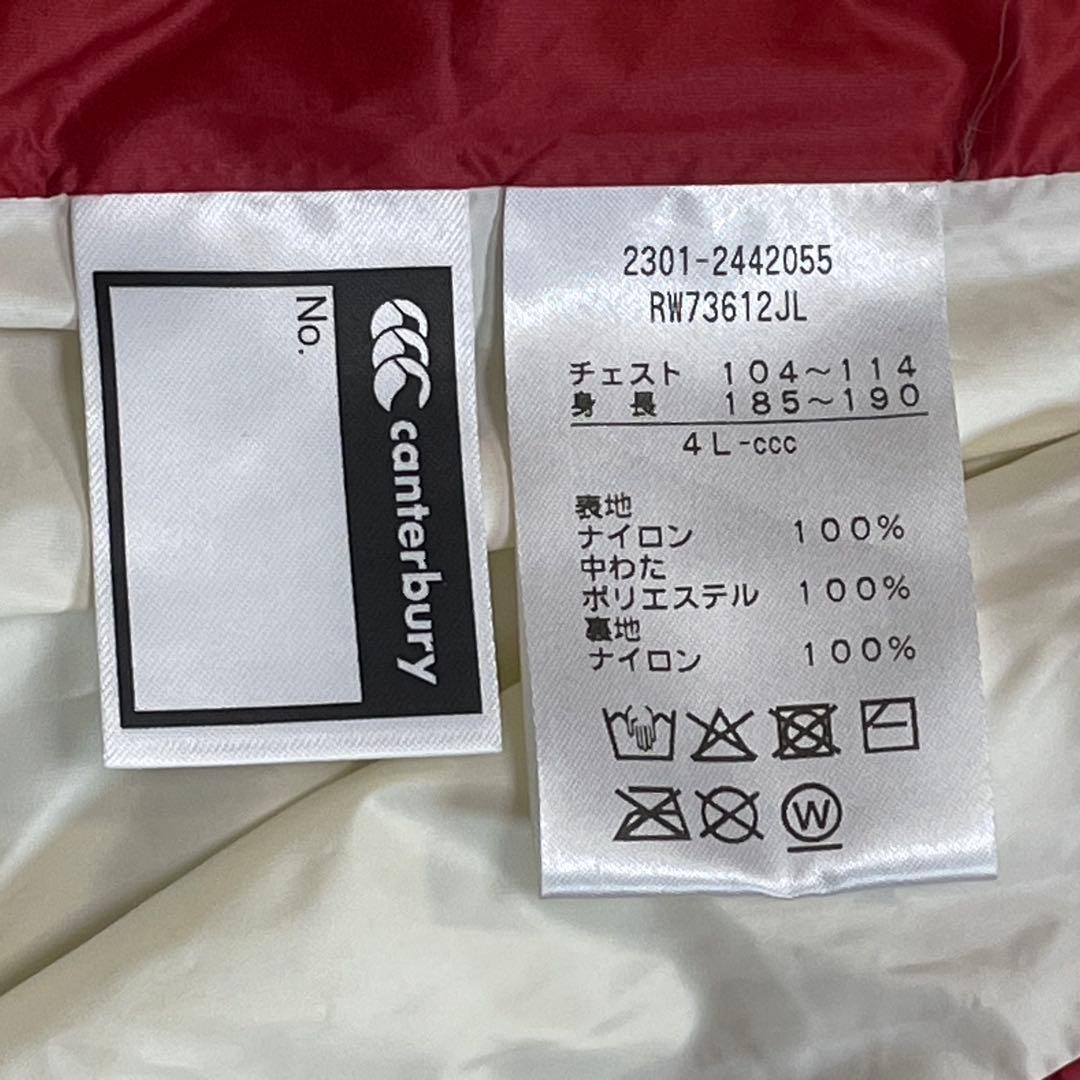 No.
canterbury
2301-2442055
RW73612JL
チェスト 104～114
身 長 185～190
4L-ccc
表地
ナイロン 100%
中わた
ポリエステル 100%
裏地
ナイロン 100%
W